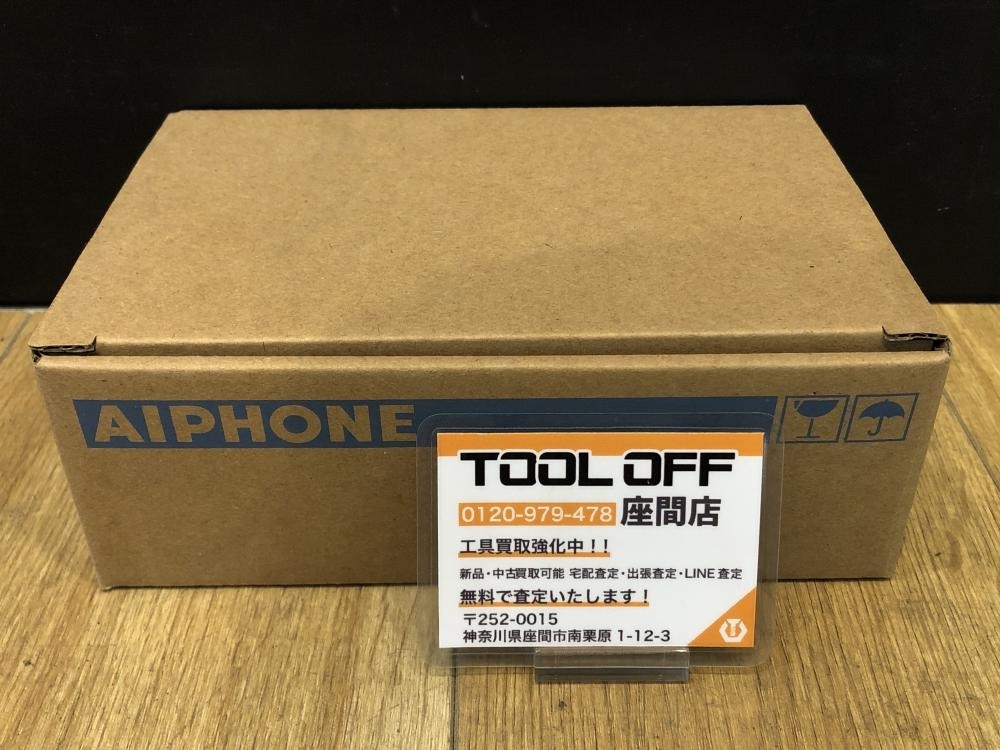 AIPHONE
TOOL OFF
0120-979-478 座間店
工具買取強化中!!
新品・中古買取可能 宅配査定・出張査定・LINE査定
無料で査定いたします!
〒252-0015
神奈川県座間市南栗原1-12-3